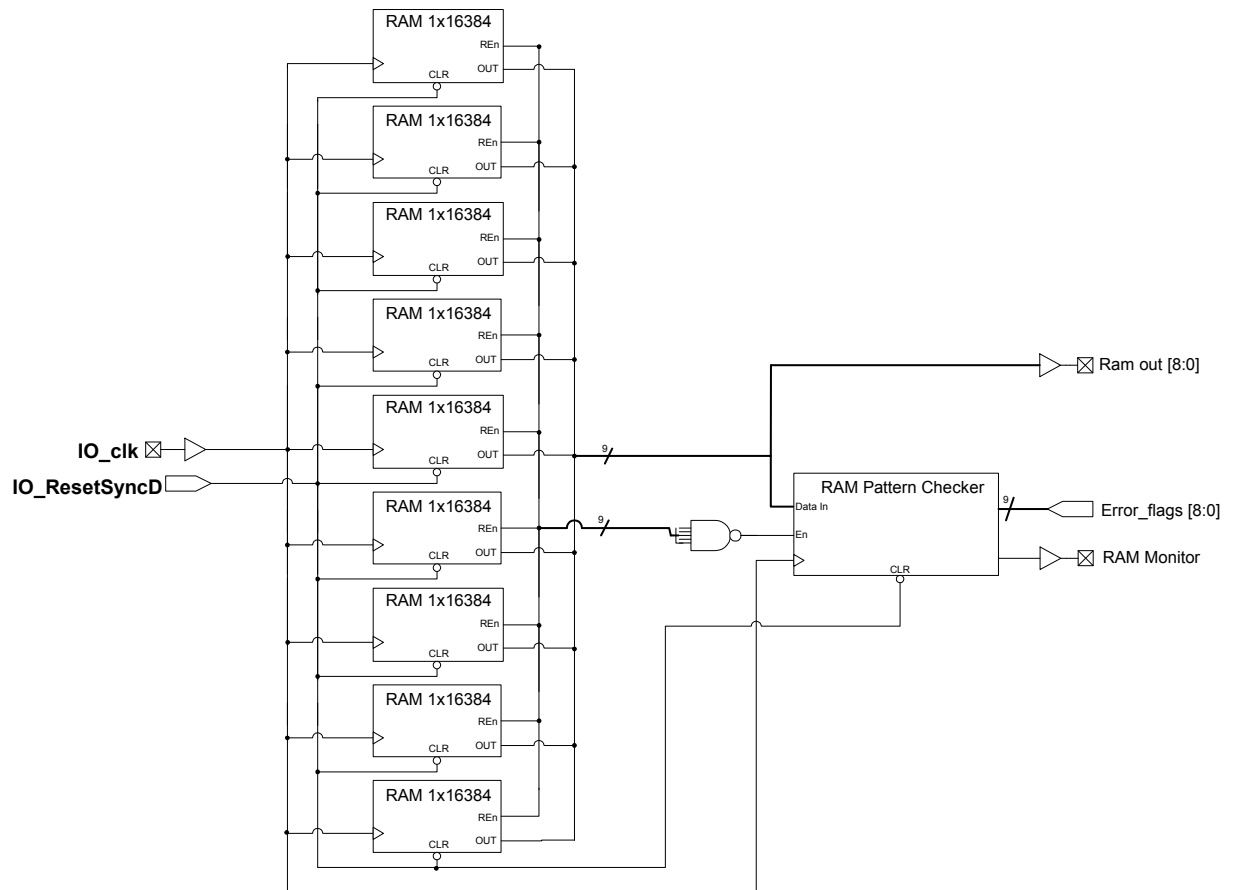 RAM 1x16384
REn
OUT
CLR
RAM 1x16384
REn
OUT
CLR
RAM 1x16384
REn
OUT
CLR
RAM 1x16384
REn
OUT
CLR
RAM 1x16384
REn
OUT
CLR
RAM 1x16384
REn
OUT
CLR
RAM 1x16384
REn
OUT
CLR
RAM 1x16384
REn
OUT
CLR
RAM 1x16384
REn
OUT
CLR
IO_clk
IO_ResetSyncD
9
9
Ram out [8:0]
RAM Pattern Checker
Data In
En
CLR
9
Error_flags [8:0]
RAM Monitor